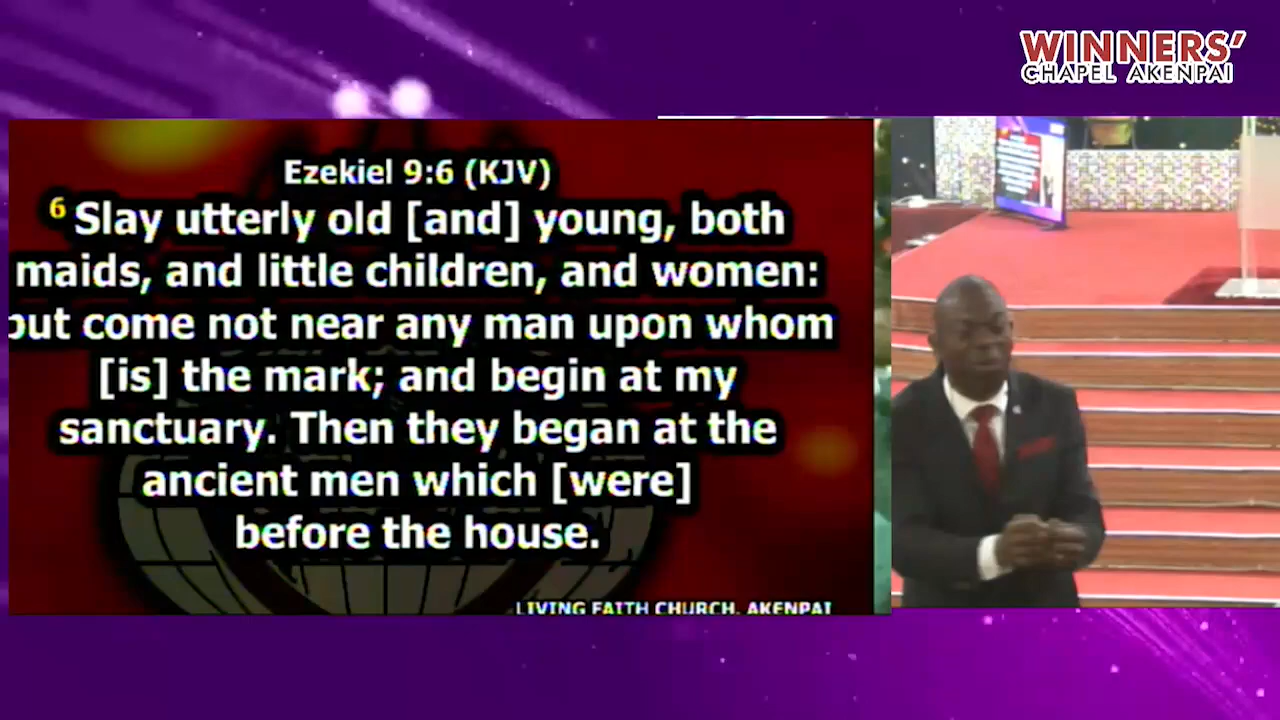 WINNERS'
CHAPEL AKENPAI
Ezekiel 9:6 (KJV)
6 Slay utterly old [and] young, both
maids, and little children, and women:
but come not near any man upon whom
[is] the mark; and begin at my
sanctuary. Then they began at the
ancient men which [were]
before the house.
LIVING FAITH CHURCH, AKENPAI